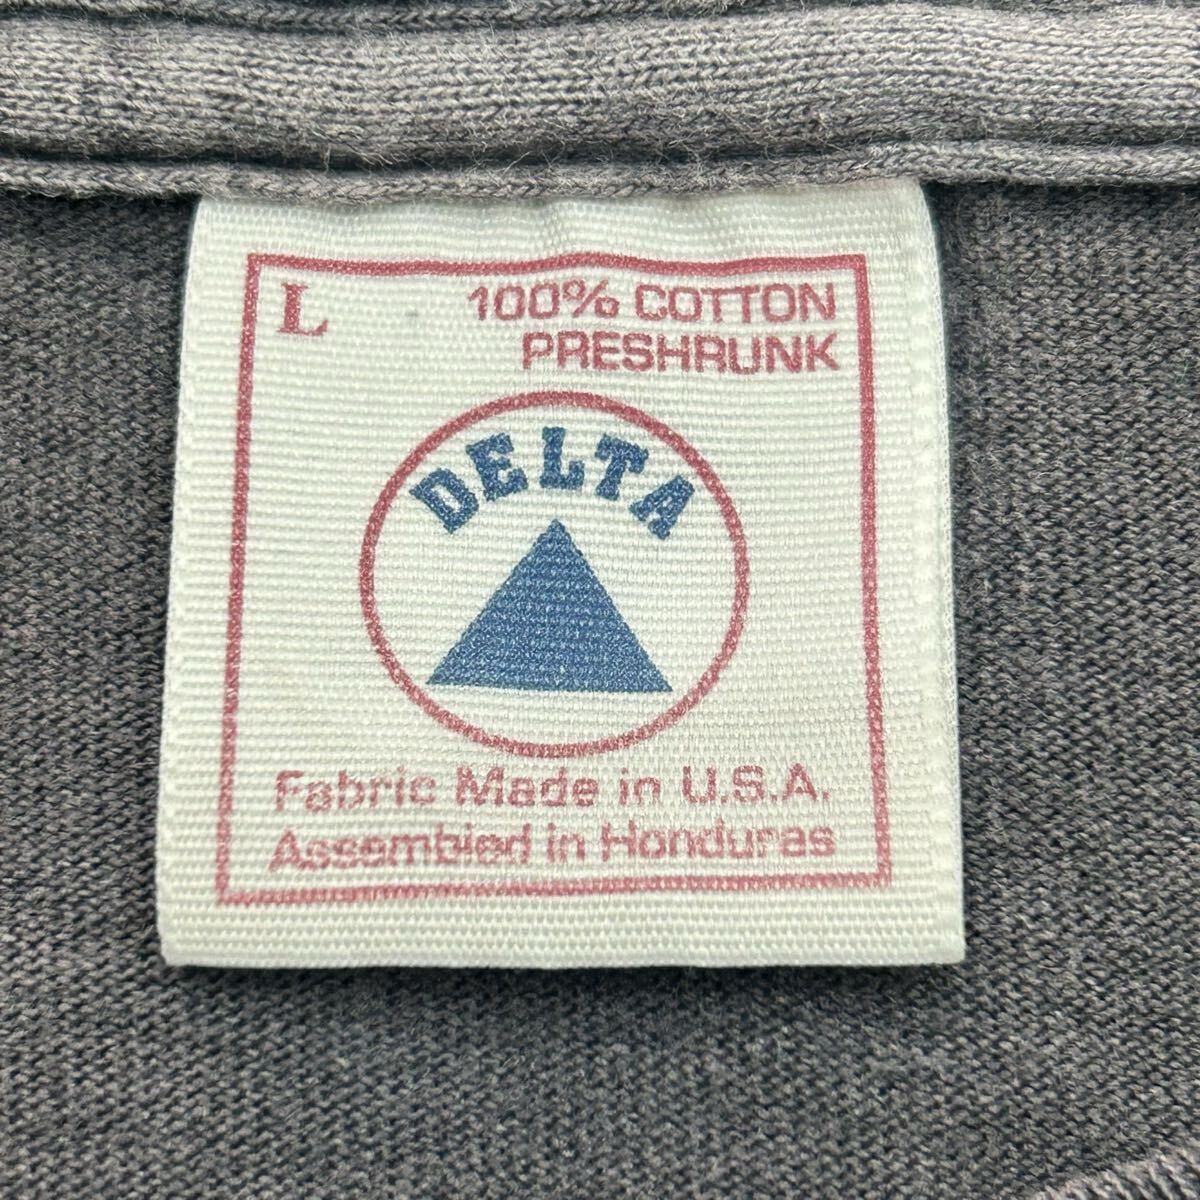 L
100% COTTON
PRESHRUNK
DELTA
Fabric Made in U.S.A.
Assembled in Honduras